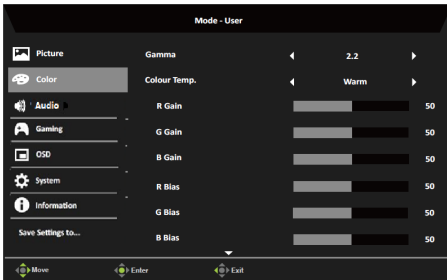 Mode - User
Picture
Gamma 2.2
Color
Colour Temp. Warm
Audio
R Gain 50
Gaming
G Gain 50
OSD
B Gain 50
System
R Bias 50
Information
G Bias 50
Save Settings to...
B Bias 50
Move Enter Exit